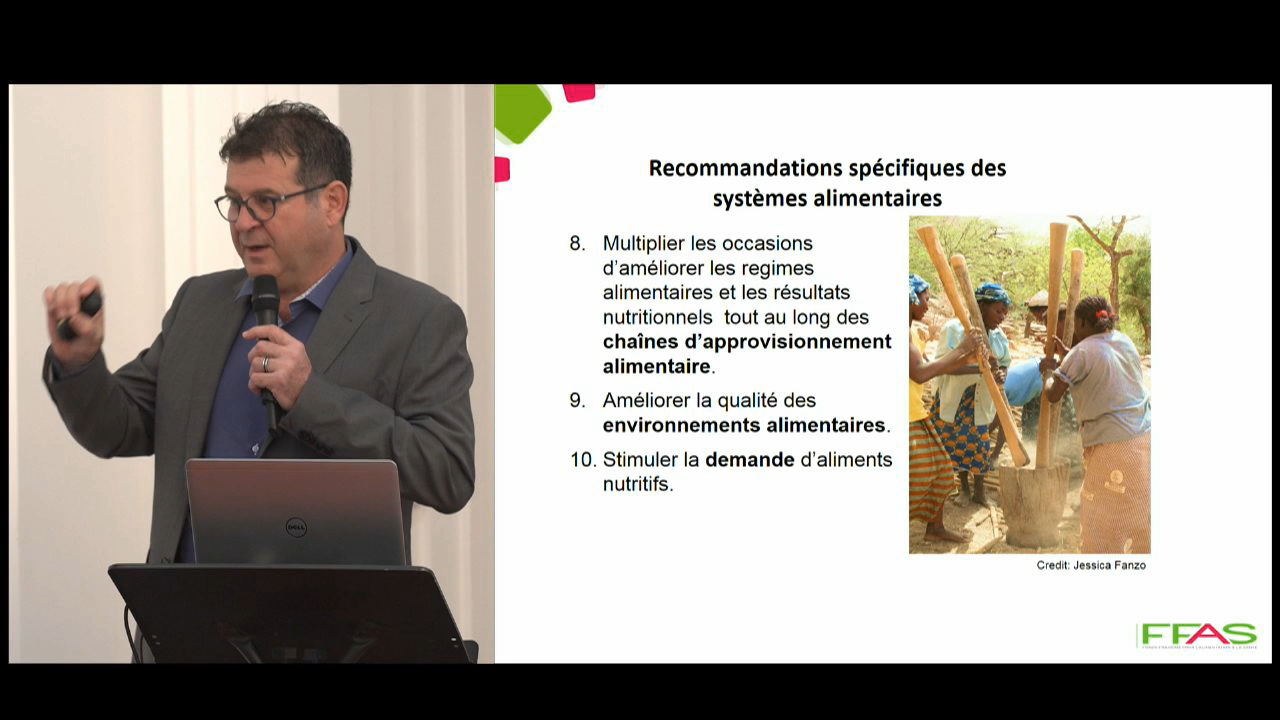 Recommandations spécifiques des
systèmes alimentaires
8. Multiplier les occasions
d’améliorer les regimes
alimentaires et les résultats
nutritionnels tout au long des
chaînes d’approvisionnement
alimentaire.
9. Améliorer la qualité des
environnements alimentaires.
10. Stimuler la demande d’aliments
nutritifs.
Credit: Jessica Fanzo
FFAS
DELL